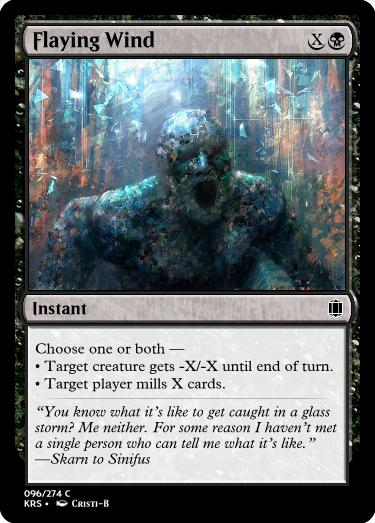 Flaying Wind X
Instant
Choose one or both —
• Target creature gets -X/-X until end of turn.
• Target player mills X cards.
“You know what it’s like to get caught in a glass
storm? Me neither. For some reason I haven’t met
a single person who can tell me what it’s like.”
—Skarn to Sinifus
096/274 C
KRS • Cristi-B